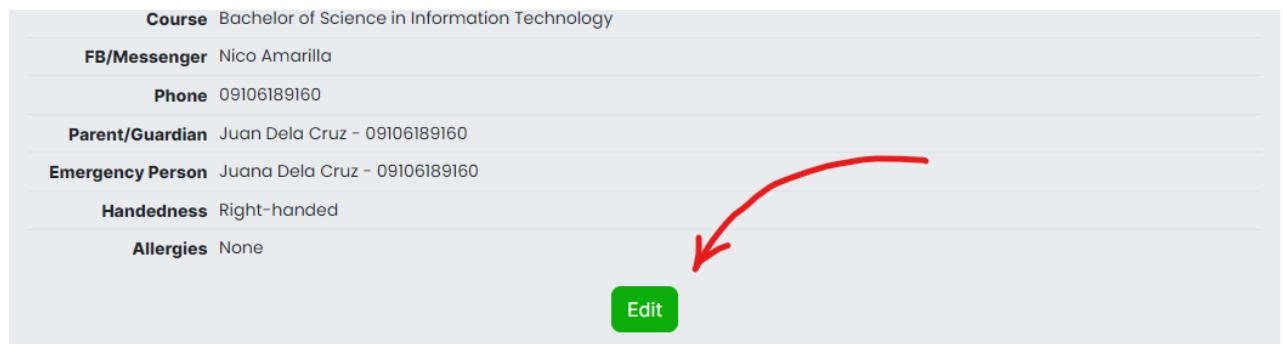 Course Bachelor of Science in Information Technology
FB/Messenger Nico Amarilla
Phone 09106189160
Parent/Guardian Juan Dela Cruz - 09106189160
Emergency Person Juana Dela Cruz - 09106189160
Handedness Right-handed
Allergies None
Edit